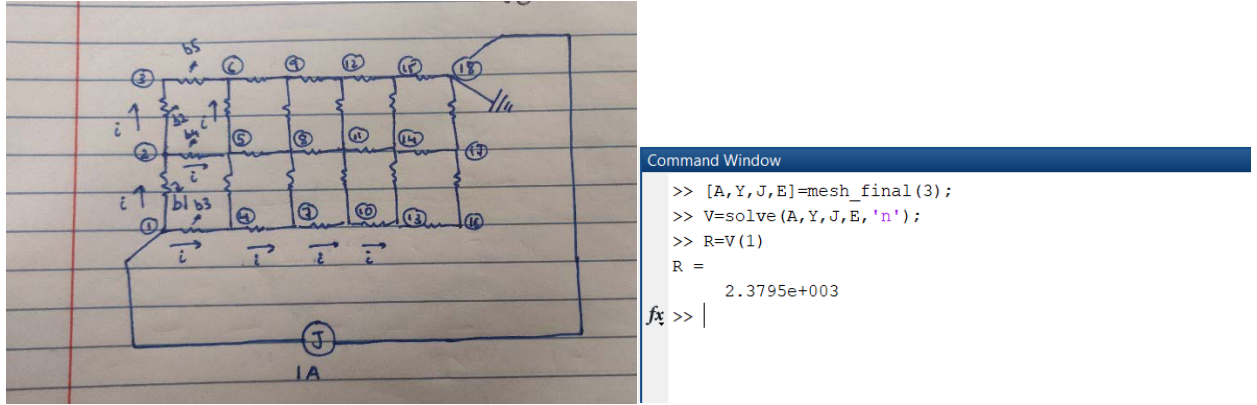 b5
3 6 9 12 15 18
i b2 i
b4
2 5 8 11 14 17
i
i b1 b3
1 4 7 10 13 16
i i i i
J
1A
Command Window
>> [A,Y,J,E]=mesh_final(3);
>> V=solve(A,Y,J,E,'n');
>> R=V(1)
R =
2.3795e+003
fx >>